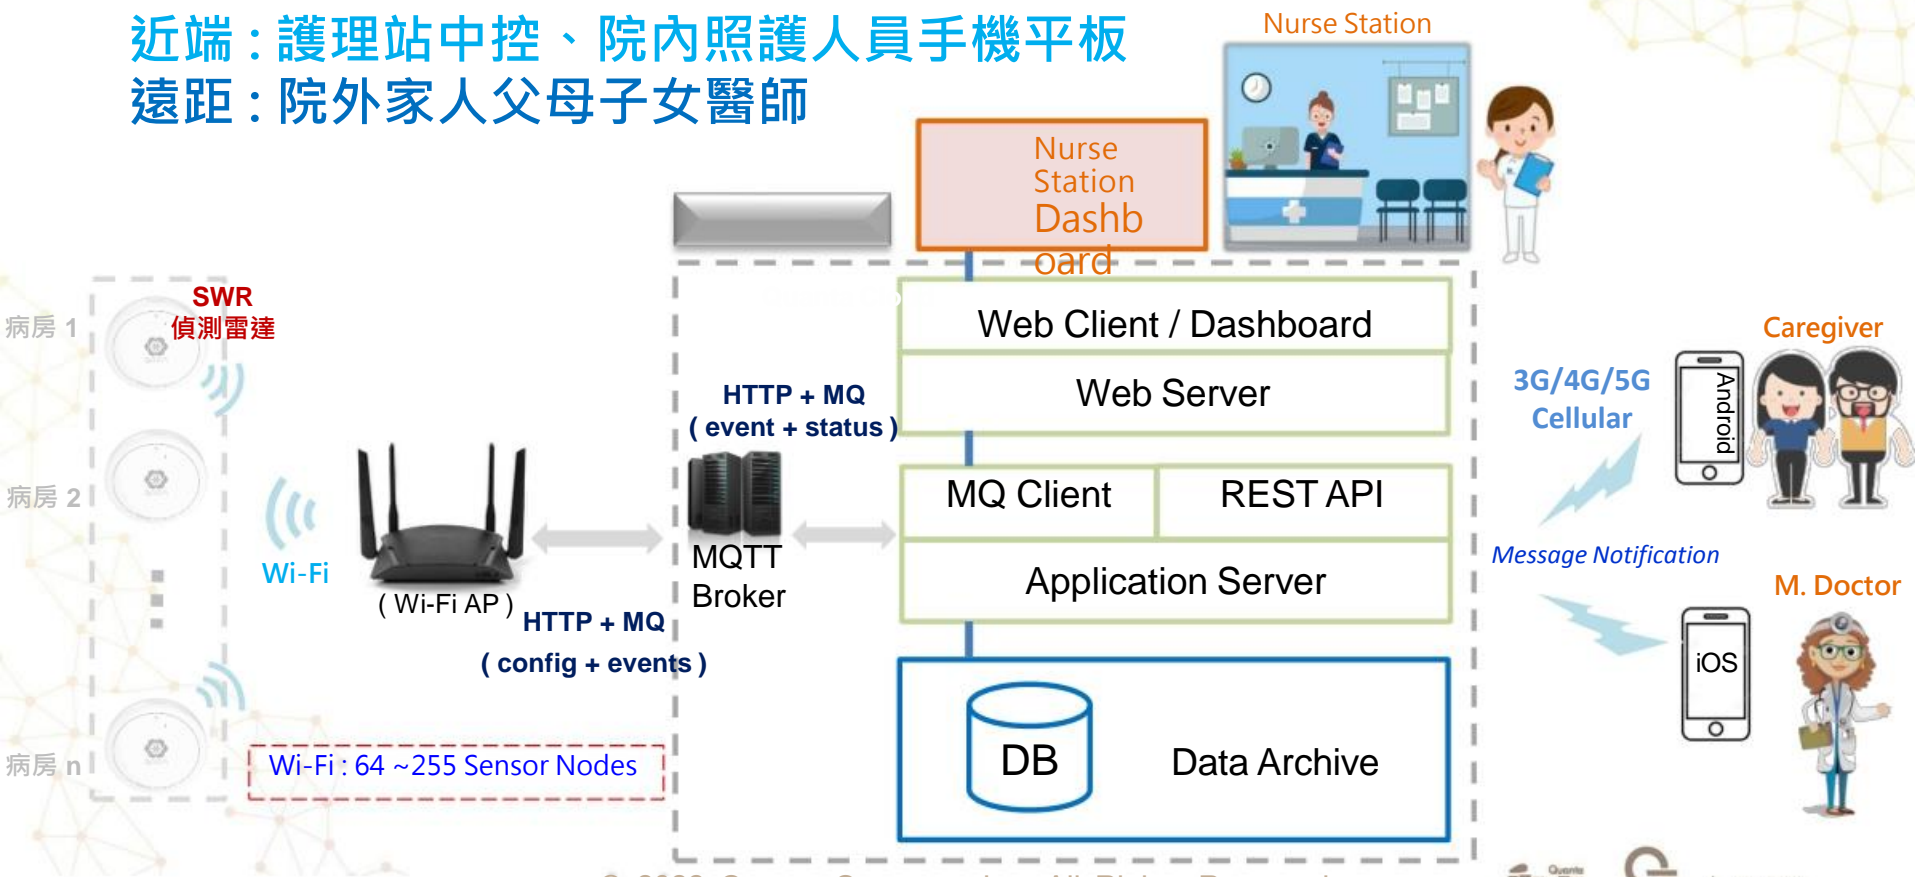 近端 : 護理站中控、院內照護人員手機平板
遠距 : 院外家人父母子女醫師
Nurse Station
Nurse
Station
Dashb
oard
SWR
偵測雷達
病房 1
病房 2
病房 n
Wi-Fi
( Wi-Fi AP )
HTTP + MQ
( config + events )
Wi-Fi : 64 ~255 Sensor Nodes
HTTP + MQ
( event + status )
MQTT
Broker
Web Client / Dashboard
Web Server
MQ Client
REST API
Application Server
DB
Data Archive
3G/4G/5G
Cellular
Message Notification
Caregiver
Android
M. Doctor
iOS
Quanta